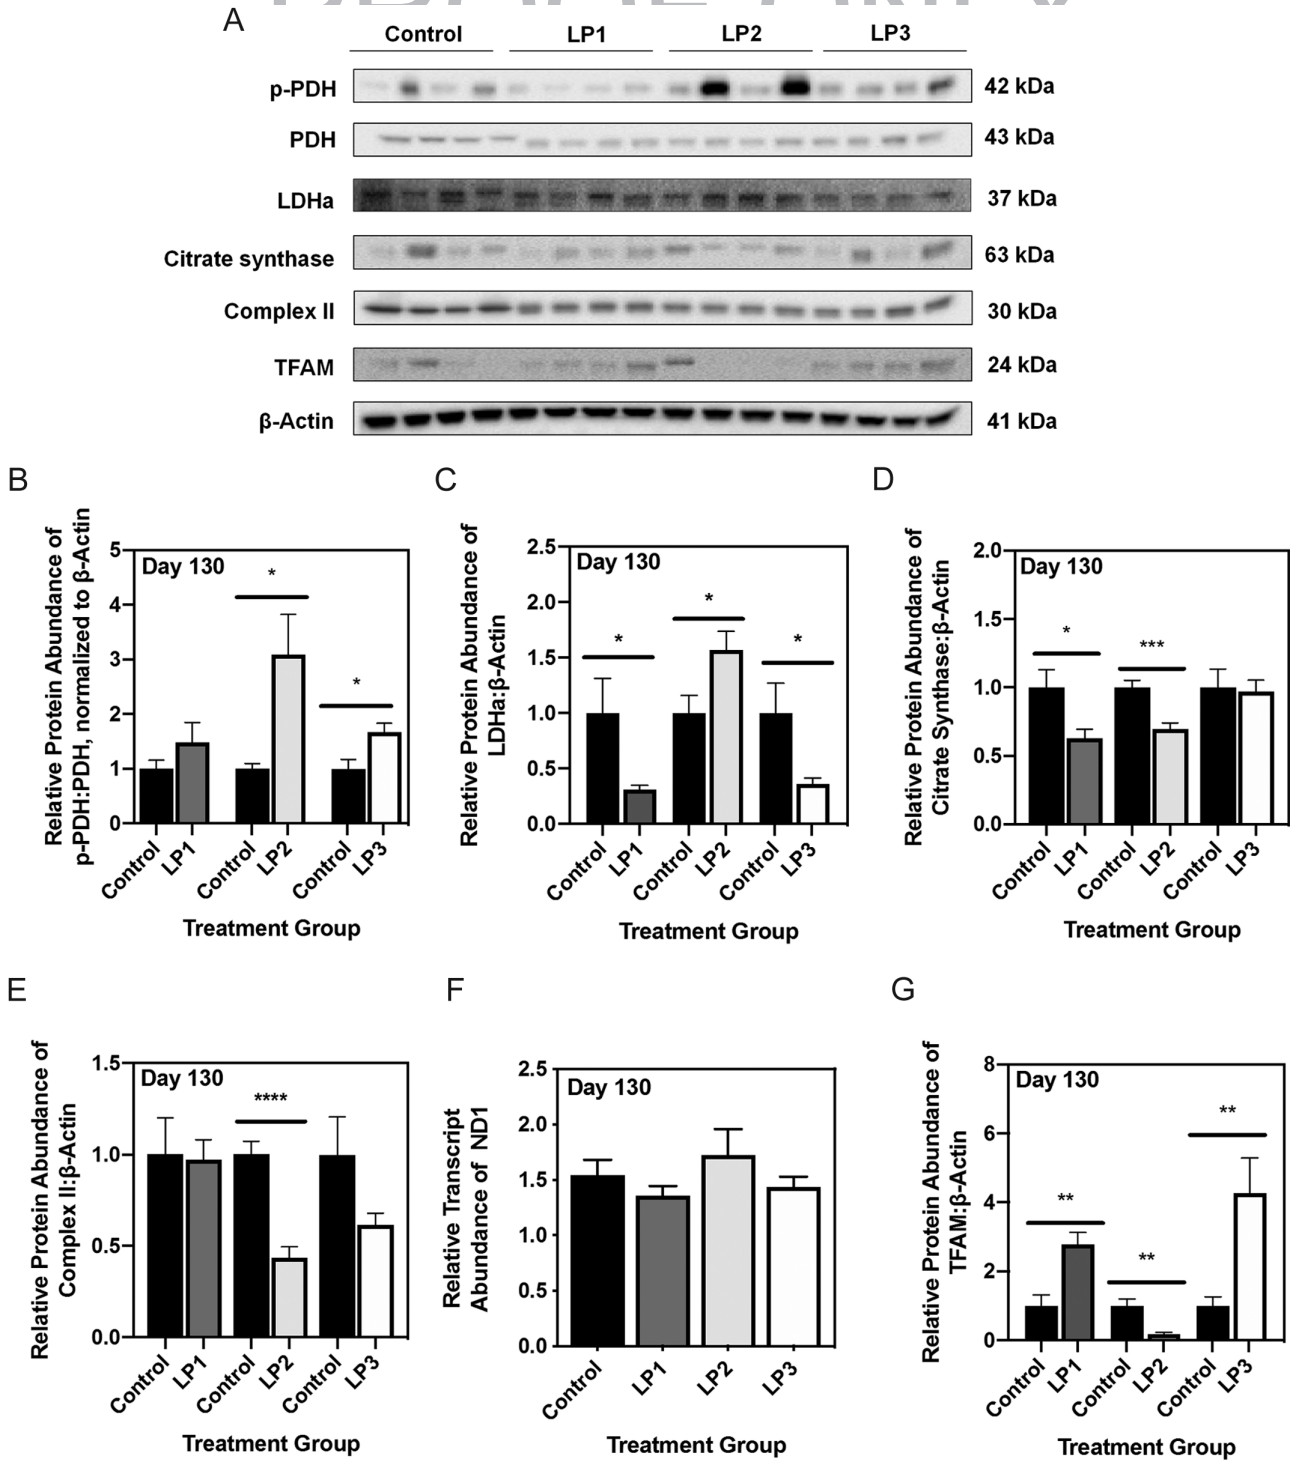 A
Control LP1 LP2 LP3
p-PDH 42 kDa
PDH 43 kDa
LDHa 37 kDa
Citrate synthase 63 kDa
Complex II 30 kDa
TFAM 24 kDa
β-Actin 41 kDa
B
Relative Protein Abundance of
p-PDH:PDH, normalized to β-Actin
Day 130
5
4
3
2
1
0
*
*
Control LP1 Control LP2 Control LP3
Treatment Group
C
Relative Protein Abundance of
LDHa:β-Actin
Day 130
2.5
2.0
1.5
1.0
0.5
0.0
*
*
*
Control LP1 Control LP2 Control LP3
Treatment Group
D
Relative Protein Abundance of
Citrate Synthase:β-Actin
Day 130
2.0
1.5
1.0
0.5
0.0
*
***
Control LP1 Control LP2 Control LP3
Treatment Group
E
Relative Protein Abundance of
Complex II:β-Actin
Day 130
1.5
1.0
0.5
0.0
****
Control LP1 Control LP2 Control LP3
Treatment Group
F
Relative Transcript
Abundance of ND1
Day 130
2.5
2.0
1.5
1.0
0.5
0.0
Control LP1 LP2 LP3
Treatment Group
G
Relative Protein Abundance of
TFAM:β-Actin
Day 130
8
6
4
2
0
**
**
**
Control LP1 Control LP2 Control LP3
Treatment Group